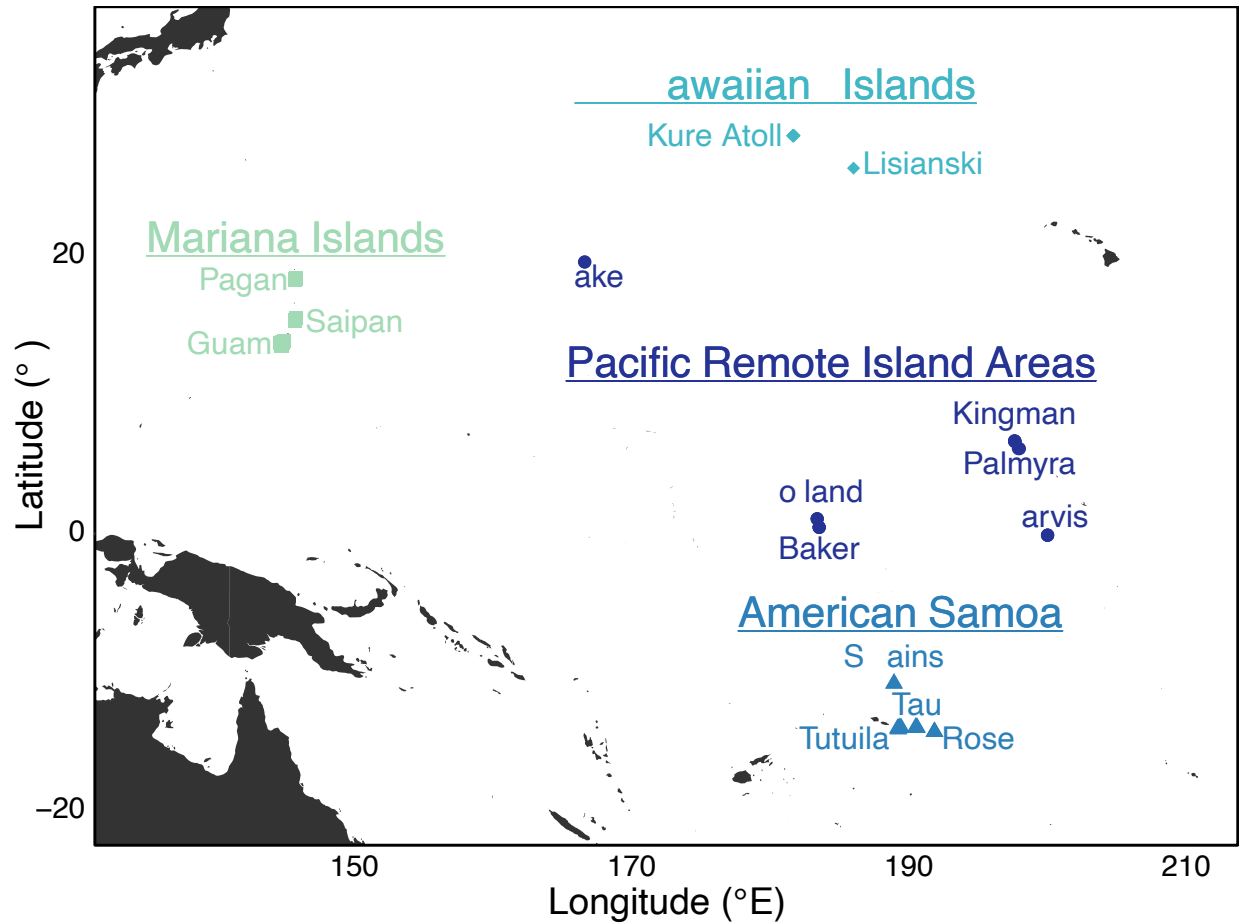 awaiian Islands
Kure Atoll
Lisianski
Mariana Islands
Pagan
Saipan
Guam
ake
Pacific Remote Island Areas
Kingman
Palmyra
o land
Baker
arvis
American Samoa
S ains
Tau
Tutuila
Rose
20
0
−20
Latitude (° )
150
170
190
210
Longitude (°E)